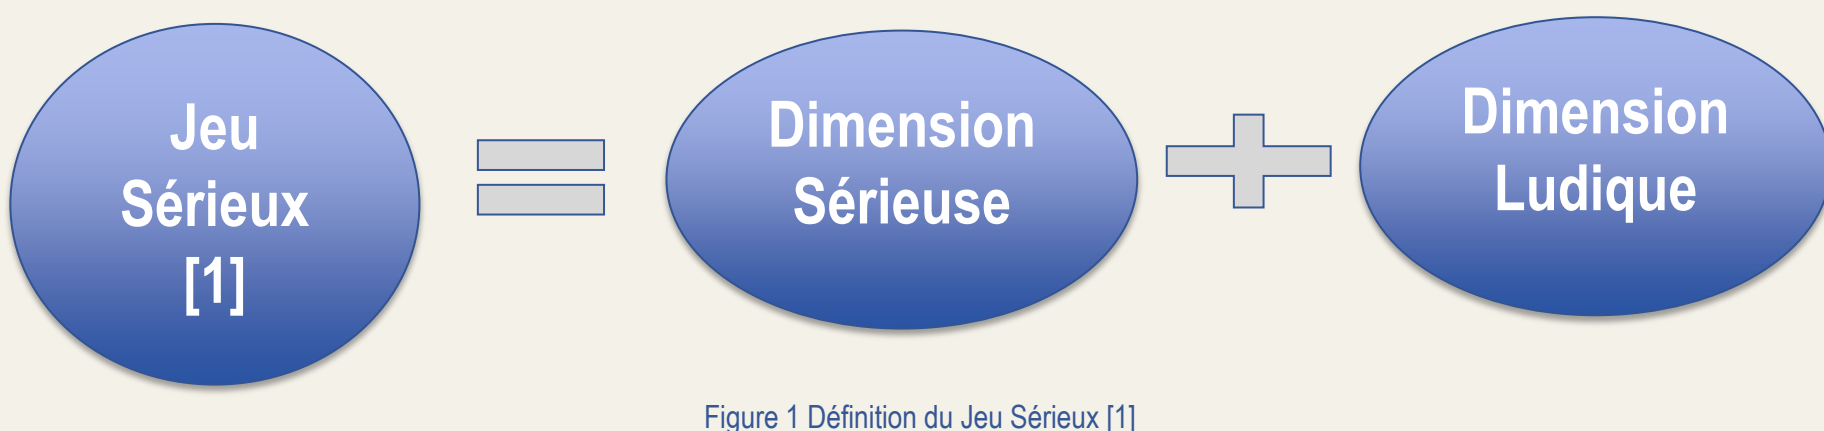 Jeu
Sérieux
[1]
Dimension
Sérieuse
Dimension
Ludique
Figure 1 Définition du Jeu Sérieux [1]